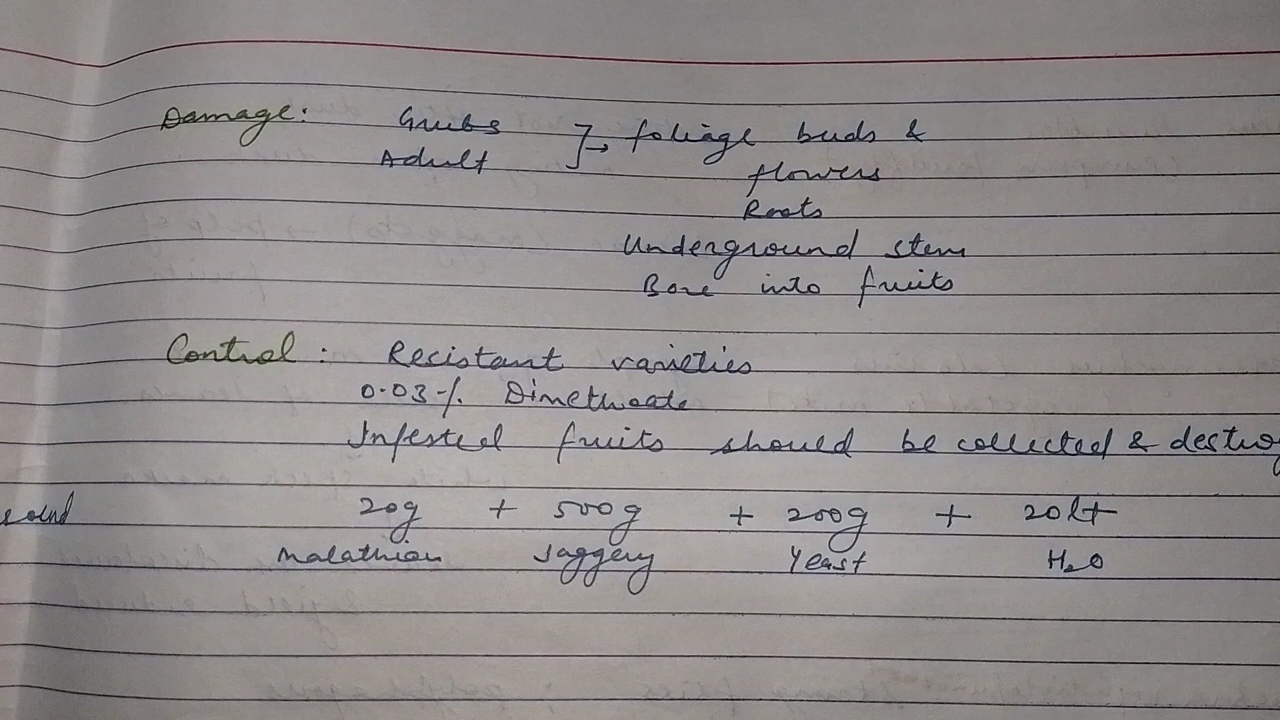 Damage: Grubs ]→ foliage buds &
Adult flowers
Roots
Underground stem
Bore into fruits
Control: Resistant varieties
0.03% Dimethoate
Infested fruits should be collected & destroy
20g + 500g + 200g + 20lt
Malathion Jaggery Yeast H2O